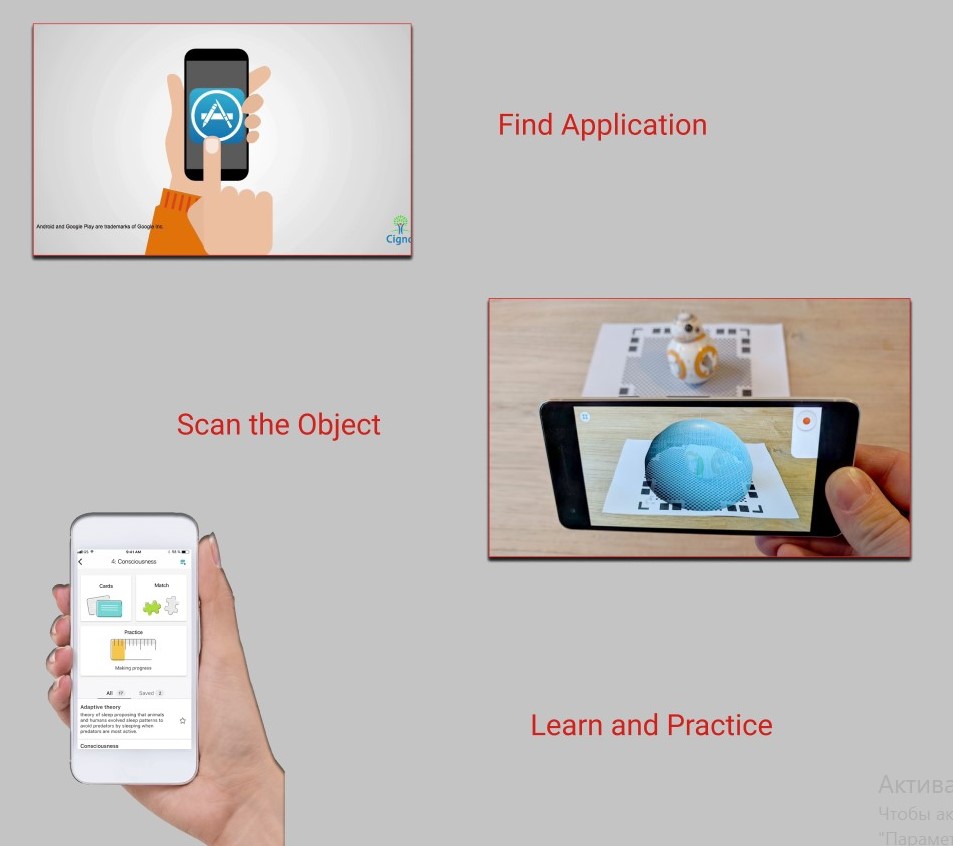 Find Application
Android and Google Play are trademarks of Google Inc.
Cigna
Scan the Object
9:41 AM
4: Consciousness
Cards
Match
Practice
Making progress
All 17 Saved 2
Adaptive theory
theory of sleep proposing that animals
and humans evolved sleep patterns to
avoid predators by sleeping when
predators are most active.
Consciousness
Learn and Practice
Актива
Чтобы ак
"Парамет